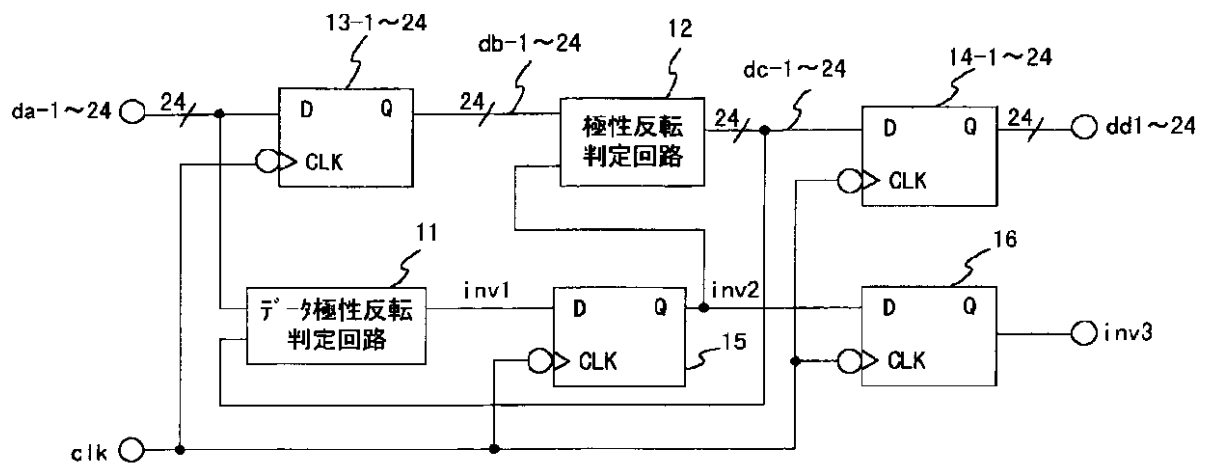 13-1～24
db-1～24
12
dc-1～24
14-1～24
da-1～24
24
D Q
24
極性反転
判定回路
24
D Q
24
dd1～24
CLK
CLK
11
16
ﾃﾞｰﾀ極性反転
判定回路
inv1
D Q
inv2
D Q
CLK
15
CLK
inv3
clk